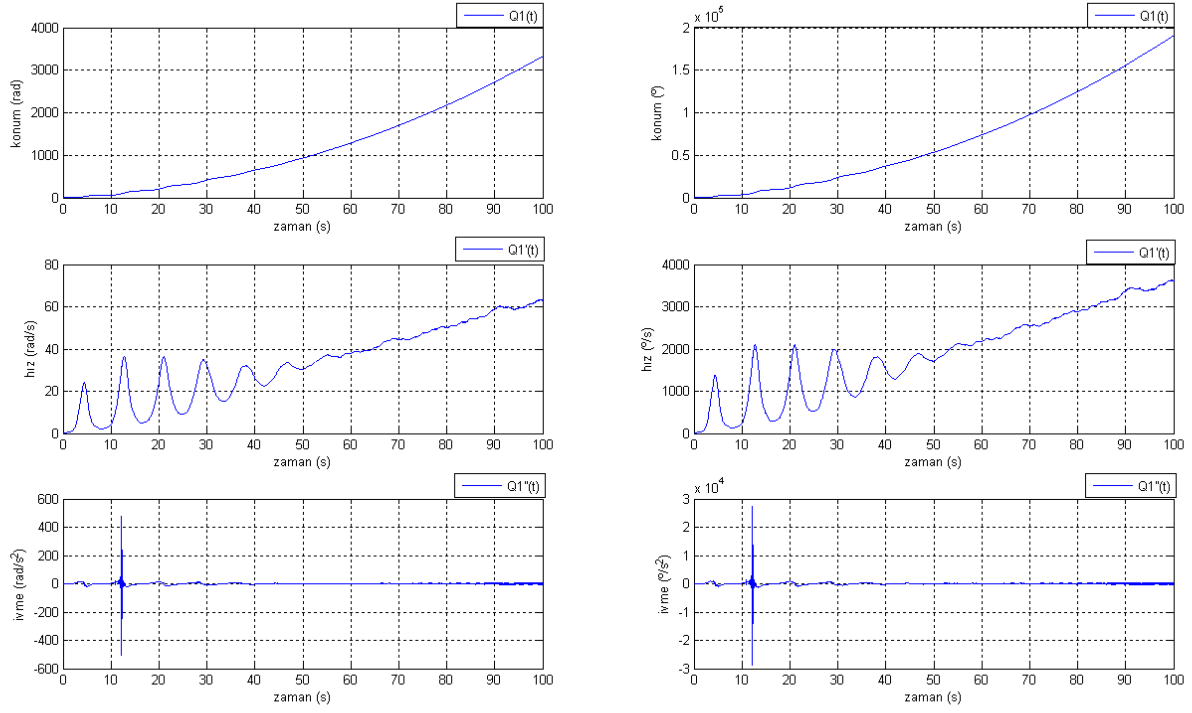 Q1(t)
konum (rad)
4000
3000
2000
1000
0
0 10 20 30 40 50 60 70 80 90 100
zaman (s)
Q1(t)
x 10^5
konum (º)
2
1.5
1
0.5
0
0 10 20 30 40 50 60 70 80 90 100
zaman (s)
Q1'(t)
hız (rad/s)
80
60
40
20
0
0 10 20 30 40 50 60 70 80 90 100
zaman (s)
Q1'(t)
hız (º/s)
4000
3000
2000
1000
0
0 10 20 30 40 50 60 70 80 90 100
zaman (s)
Q1''(t)
ivme (rad/s²)
600
400
200
0
-200
-400
-600
0 10 20 30 40 50 60 70 80 90 100
zaman (s)
Q1''(t)
x 10^4
ivme (º/s²)
3
2
1
0
-1
-2
-3
0 10 20 30 40 50 60 70 80 90 100
zaman (s)